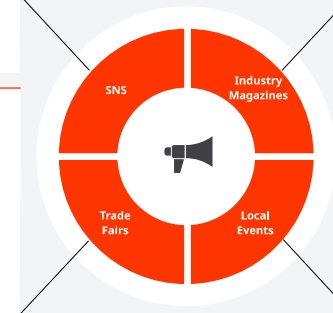 SNS
Industry
Magazines
Trade
Fairs
Local
Events